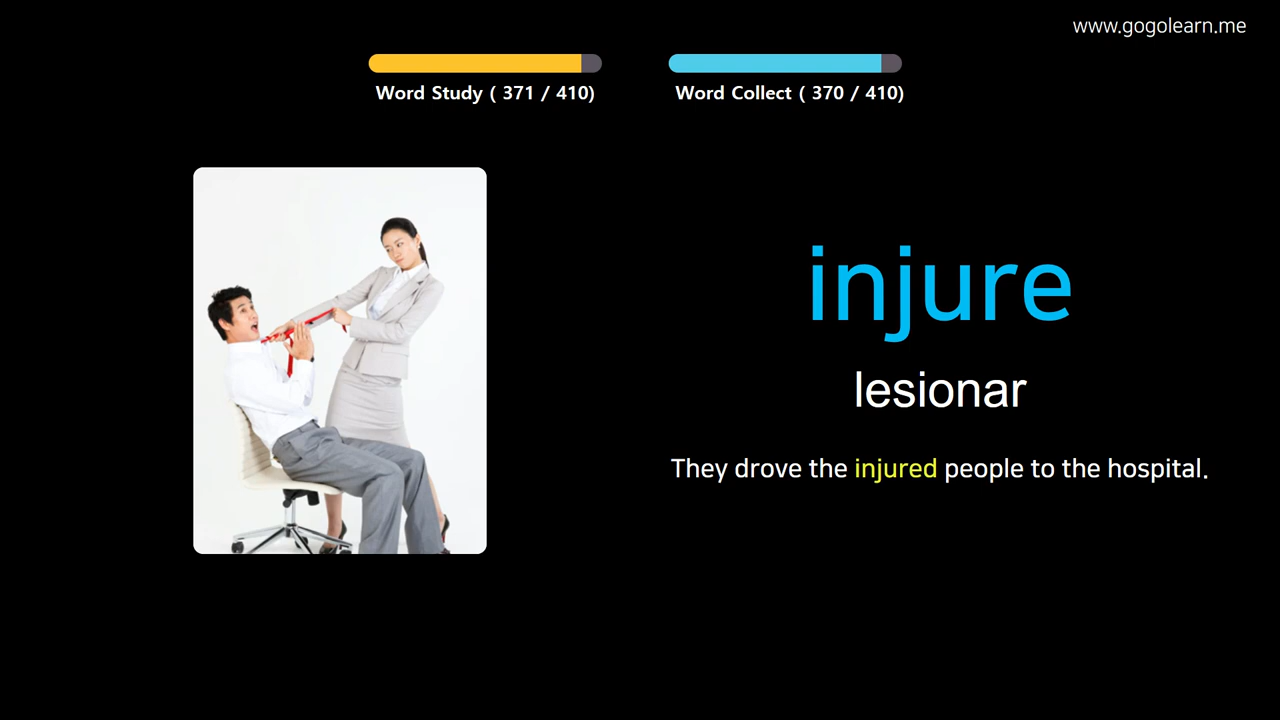 www.gogolearn.me
Word Study ( 371 / 410)
Word Collect ( 370 / 410)
injure
lesionar
They drove the injured people to the hospital.